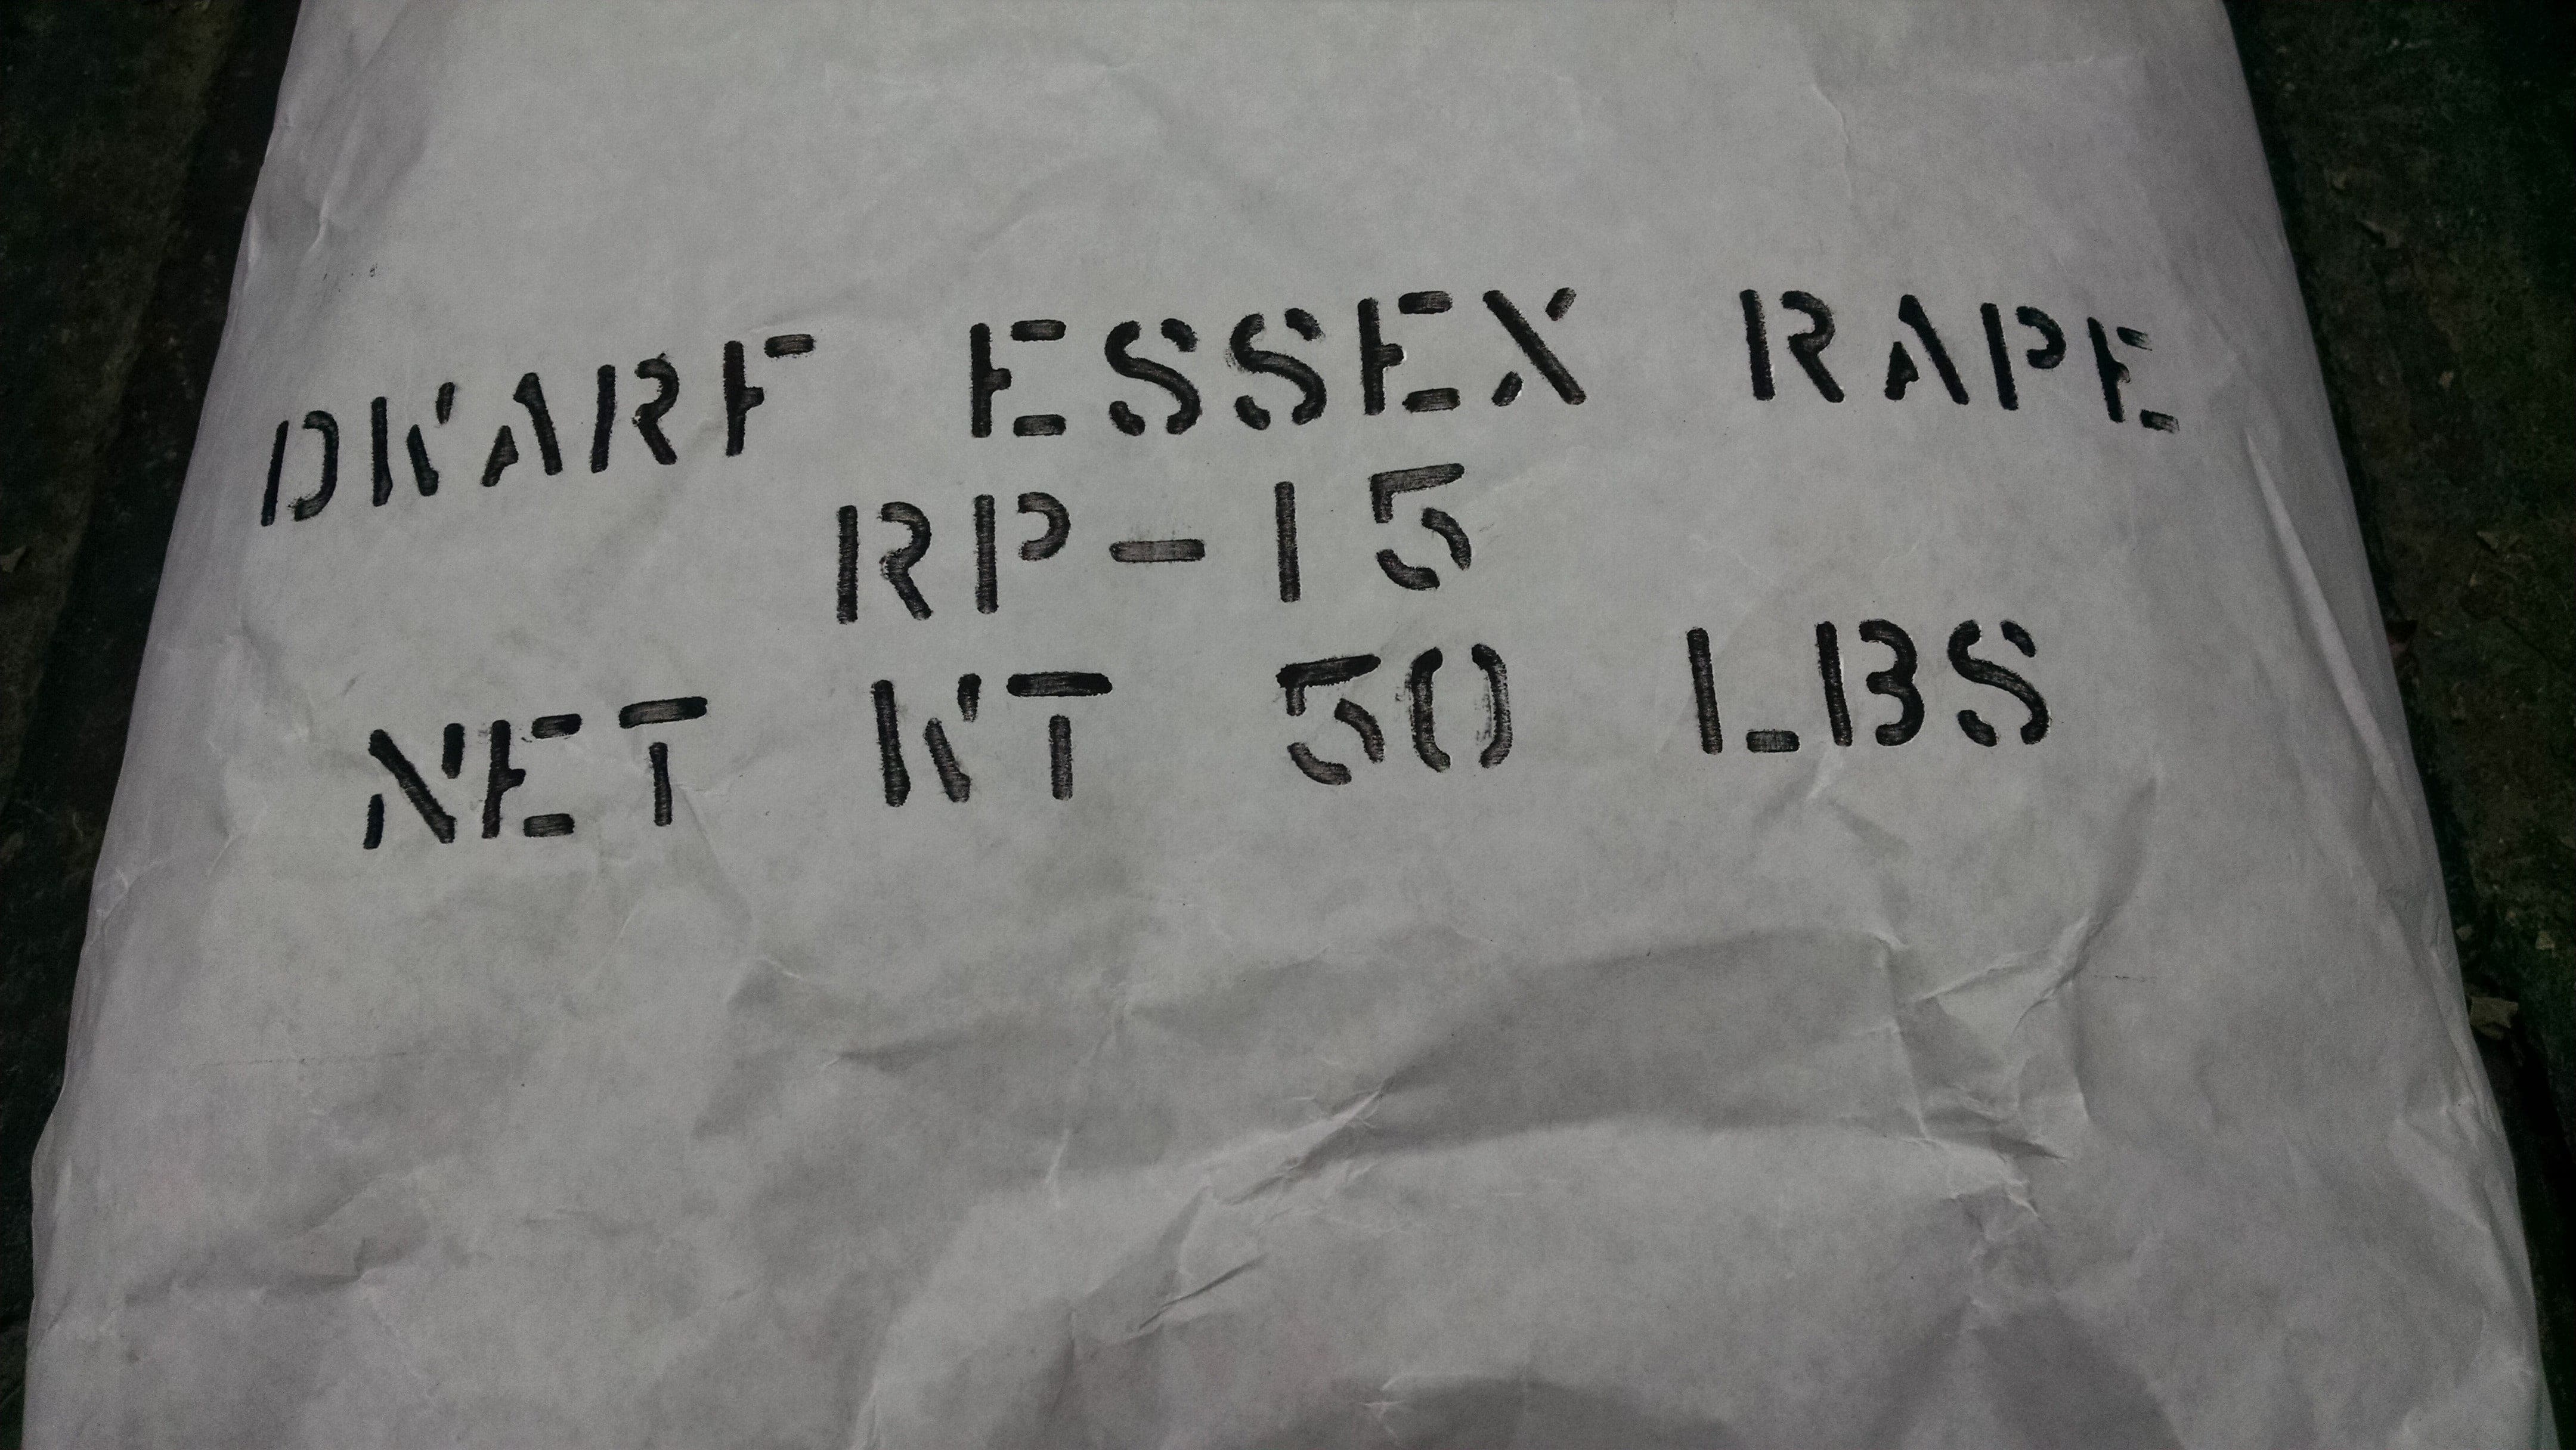 DWARF ESSEX RAPE
RP-15
NET WT 50 LBS